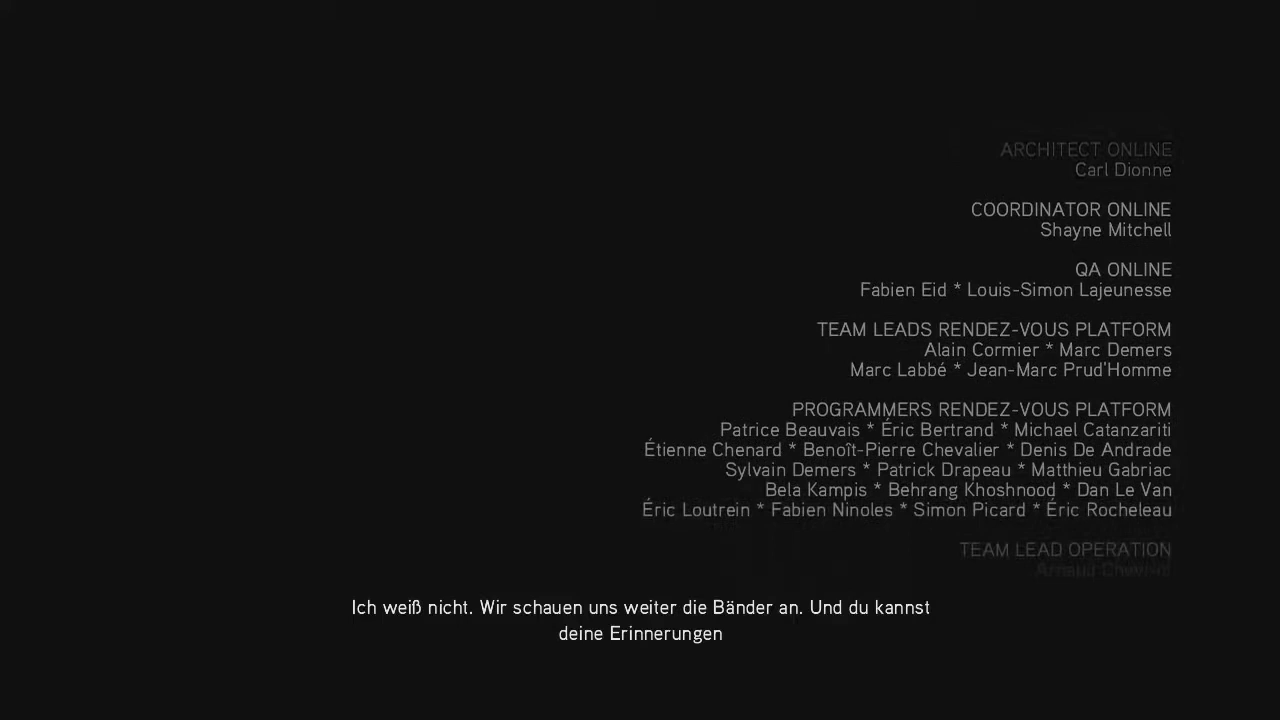 ARCHITECT ONLINE
Carl Dionne
COORDINATOR ONLINE
Shayne Mitchell
QA ONLINE
Fabien Eid * Louis-Simon Lajeunesse
TEAM LEADS RENDEZ-VOUS PLATFORM
Alain Cormier * Marc Demers
Marc Labbé * Jean-Marc Prud'Homme
PROGRAMMERS RENDEZ-VOUS PLATFORM
Patrice Beauvais * Éric Bertrand * Michael Catanzariti
Étienne Chenard * Benoît-Pierre Chevalier * Denis De Andrade
Sylvain Demers * Patrick Drapeau * Matthieu Gabriac
Bela Kampis * Behrang Khoshnood * Dan Le Van
Éric Loutrein * Fabien Ninoles * Simon Picard * Éric Rocheleau
TEAM LEAD OPERATION
Arnaud
Ich weiß nicht. Wir schauen uns weiter die Bänder an. Und du kannst
deine Erinnerungen